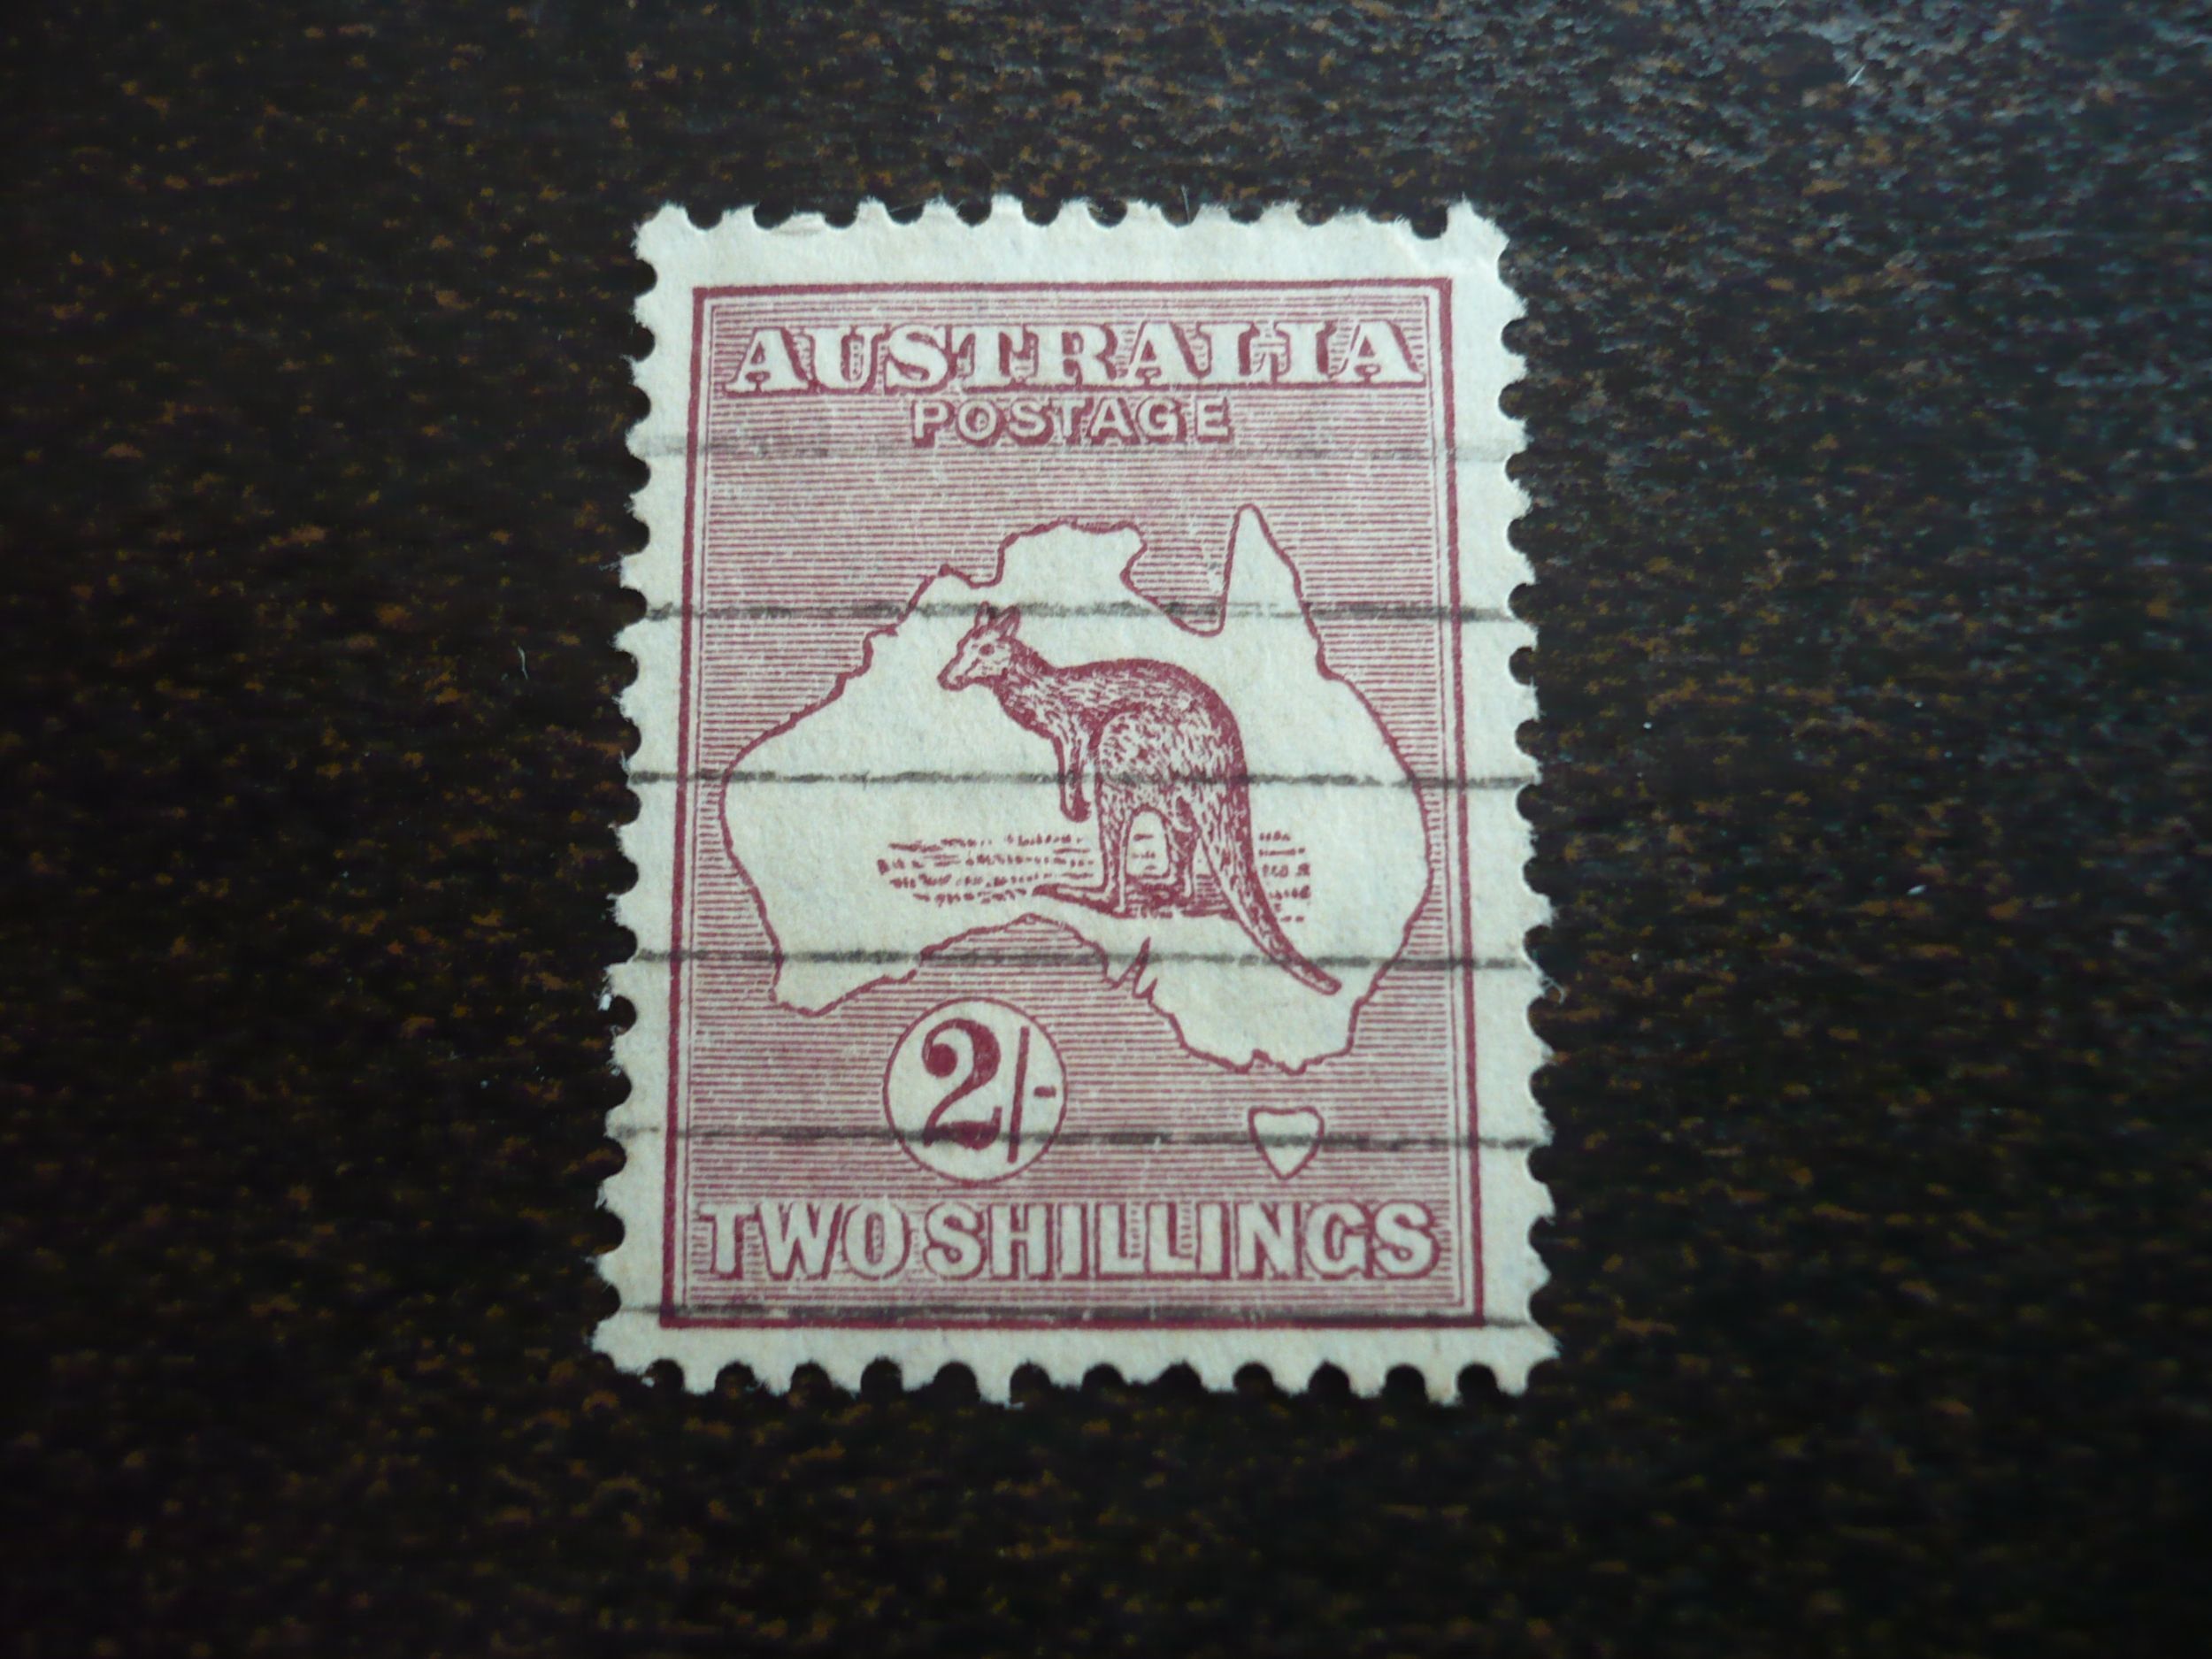 AUSTRALIA
POSTAGE
2/-
TWO SHILLINGS